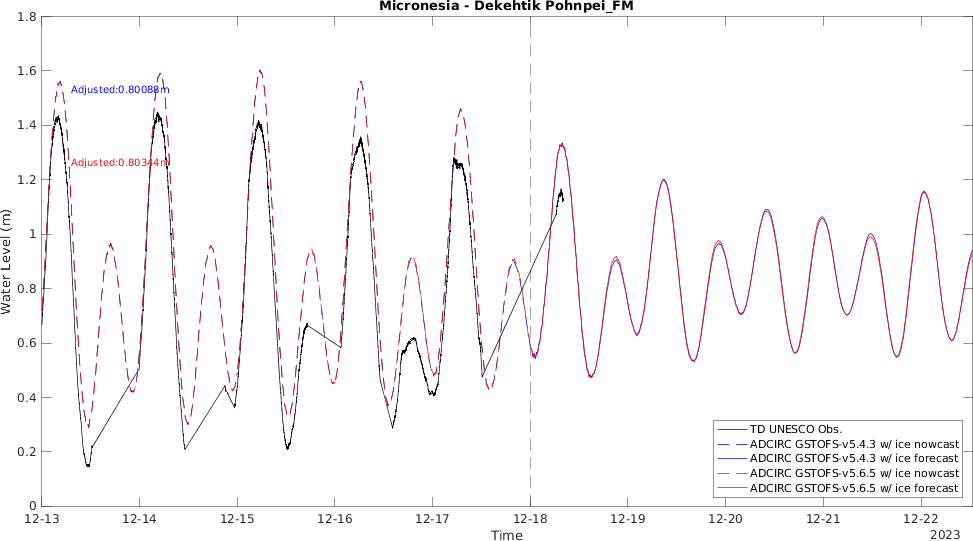 Micronesia - Dekehtik Pohnpei_FM
1.8
1.6
1.4
1.2
1
0.8
0.6
0.4
0.2
0
Water Level (m)
Adjusted:0.80088m
Adjusted:0.80344m
TD UNESCO Obs.
ADCIRC GSTOFS-v5.4.3 w/ ice nowcast
ADCIRC GSTOFS-v5.4.3 w/ ice forecast
ADCIRC GSTOFS-v5.6.5 w/ ice nowcast
ADCIRC GSTOFS-v5.6.5 w/ ice forecast
12-13 12-14 12-15 12-16 12-17 12-18 12-19 12-20 12-21 12-22
Time
2023